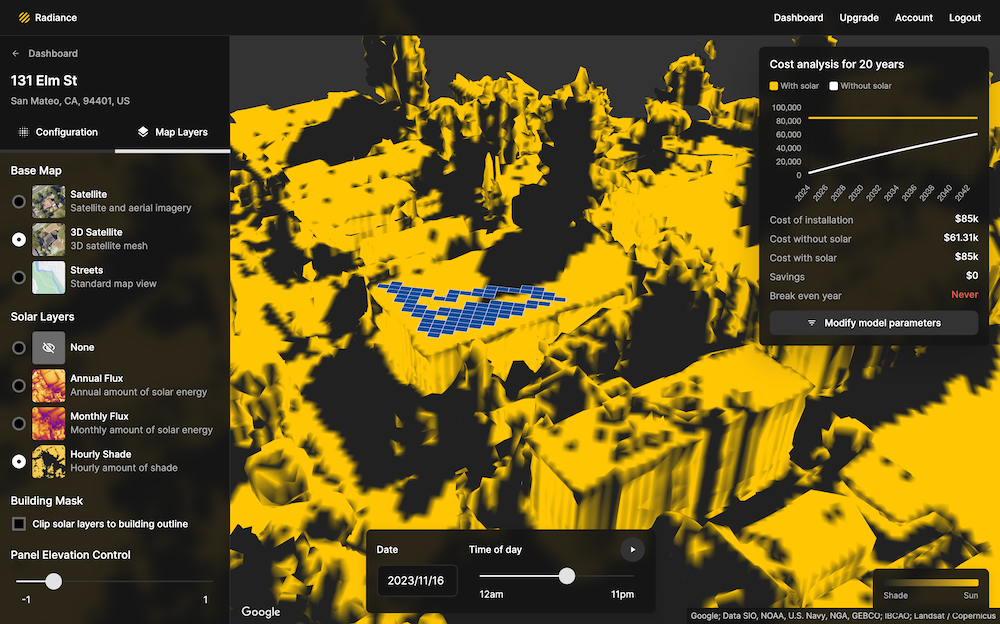 Radiance
Dashboard Upgrade Account Logout
Dashboard
131 Elm St
San Mateo, CA, 94401, US
Configuration Map Layers
Base Map
Satellite
Satellite and aerial imagery
3D Satellite
3D satellite mesh
Streets
Standard map view
Solar Layers
None
Annual Flux
Annual amount of solar energy
Monthly Flux
Monthly amount of solar energy
Hourly Shade
Hourly amount of shade
Building Mask
Clip solar layers to building outline
Panel Elevation Control
-1 1
Cost analysis for 20 years
With solar Without solar
100,000
80,000
60,000
40,000
20,000
0
2024 2026 2028 2030 2032 2034 2036 2038 2040 2042
Cost of installation $85k
Cost without solar $61.31k
Cost with solar $85k
Savings $0
Break even year Never
Modify model parameters
Date Time of day
2023/11/16
12am 11pm
Shade Sun
Google
Google; Data SIO, NOAA, U.S. Navy, NGA, GEBCO; IBCAO; Landsat / Copernicus